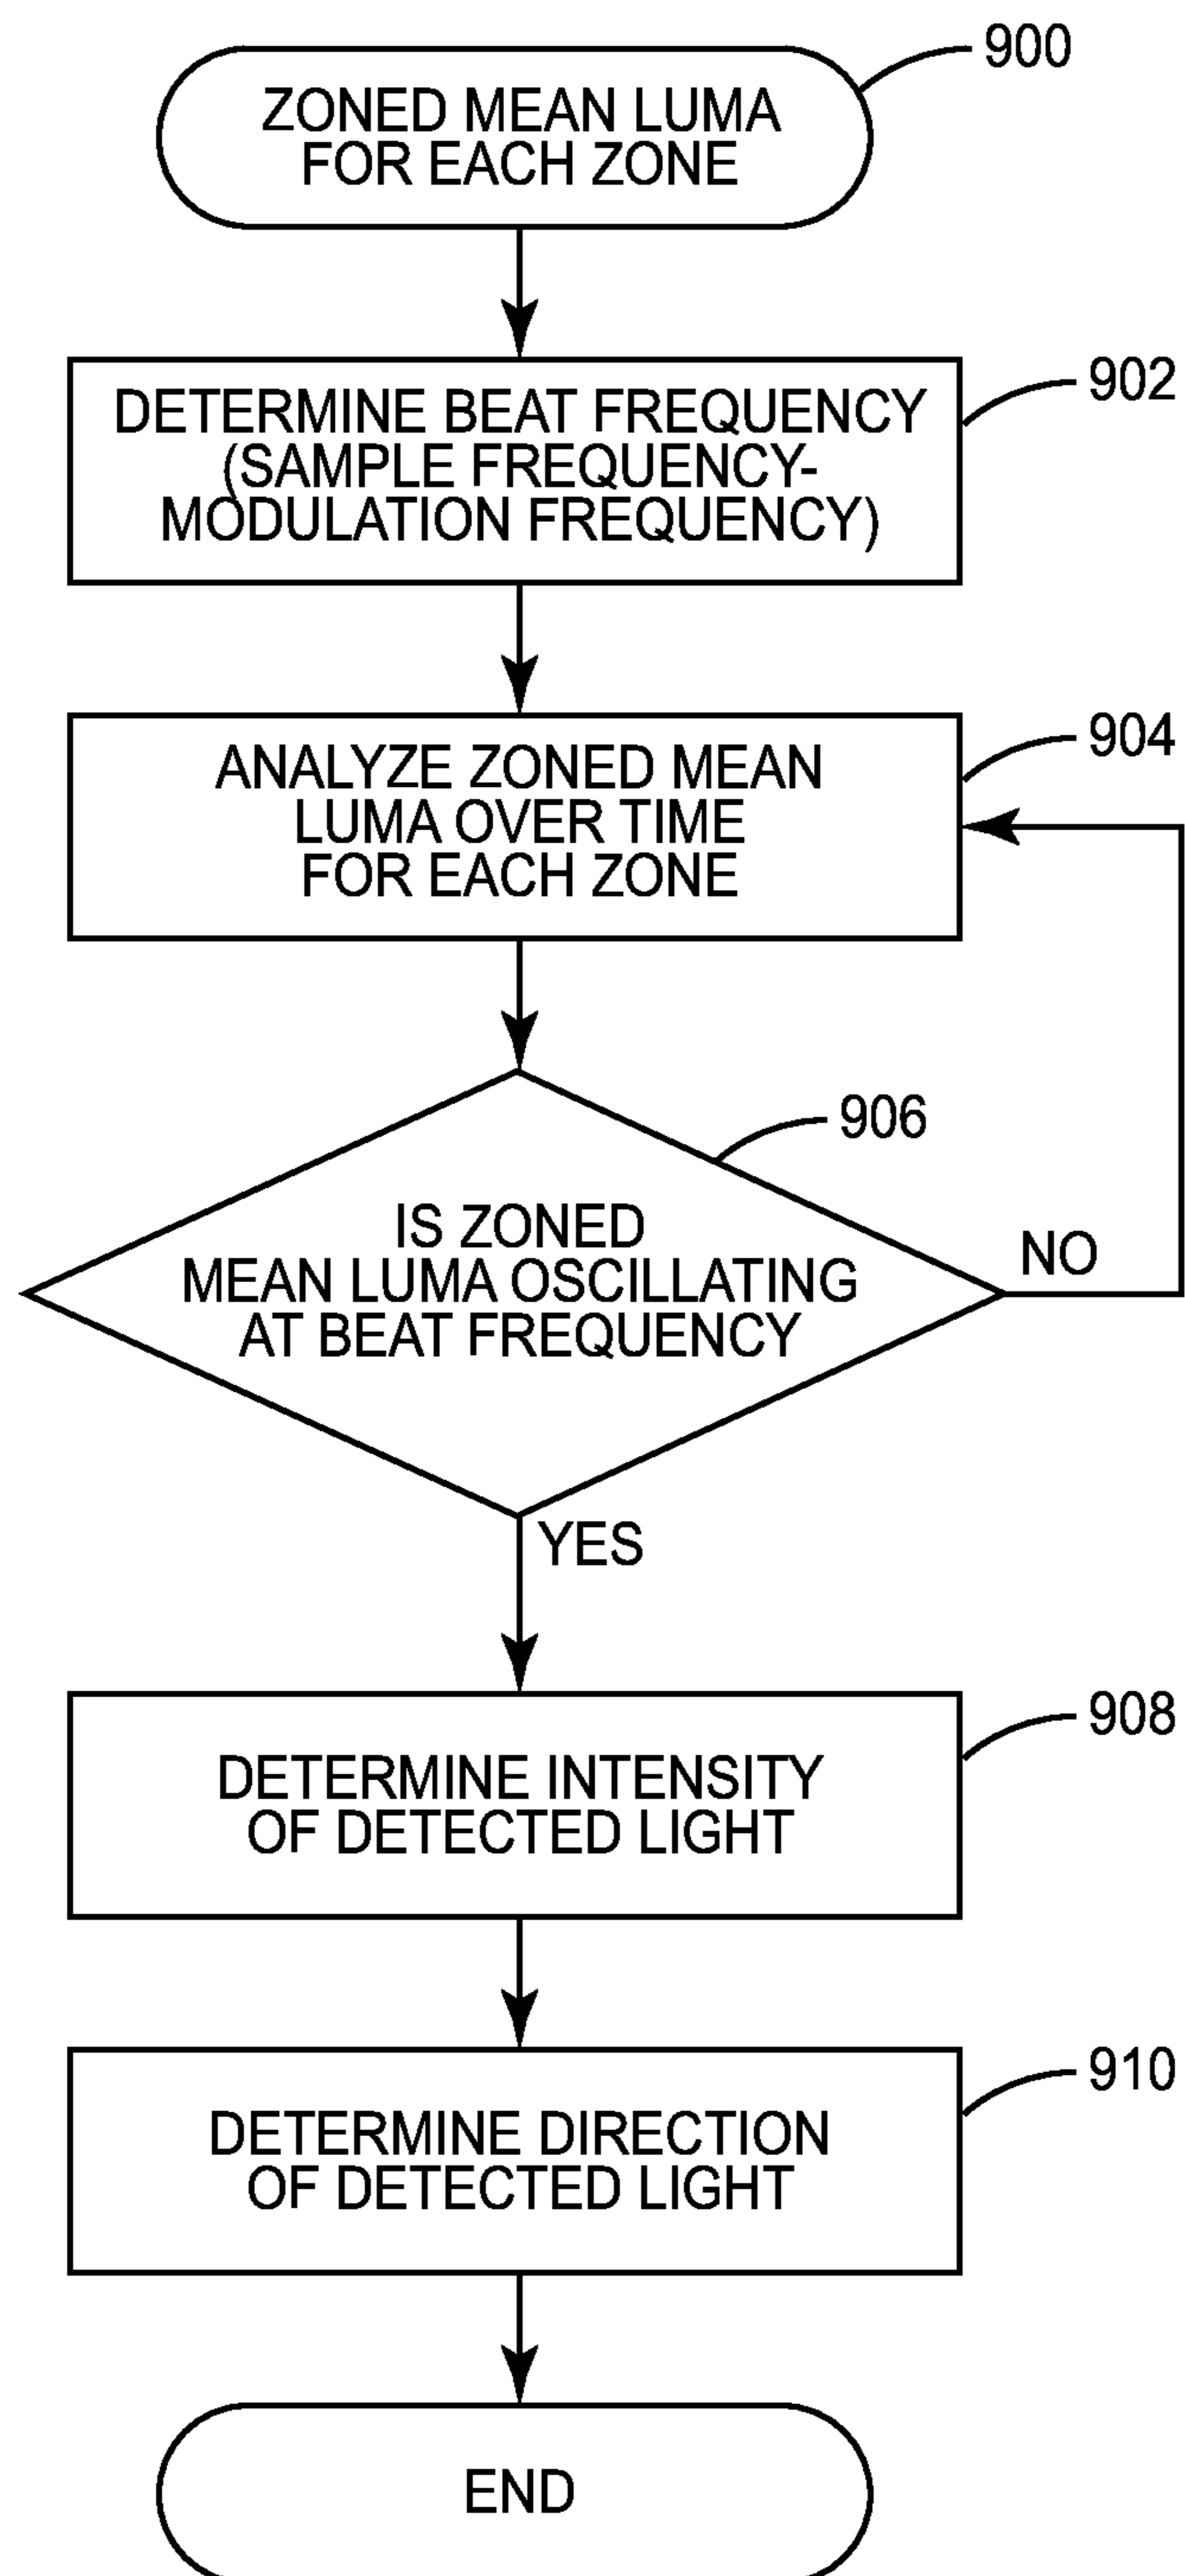 900
ZONED MEAN LUMA
FOR EACH ZONE
902
DETERMINE BEAT FREQUENCY
(SAMPLE FREQUENCY-
MODULATION FREQUENCY)
904
ANALYZE ZONED MEAN
LUMA OVER TIME
FOR EACH ZONE
906
IS ZONED
MEAN LUMA OSCILLATING
AT BEAT FREQUENCY
NO
YES
908
DETERMINE INTENSITY
OF DETECTED LIGHT
910
DETERMINE DIRECTION
OF DETECTED LIGHT
END